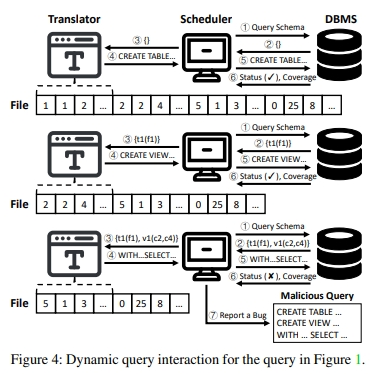 Translator Scheduler DBMS
① Query Schema
③ {} ② {}
④ CREATE TABLE... ⑤ CREATE TABLE...
⑥ Status (✓), Coverage
T
File 1 1 2 ... 2 2 4 ... 5 1 3 ... 0 25 8 ...
① Query Schema
③ {t1(f1)} ② {t1(f1)}
④ CREATE VIEW... ⑤ CREATE VIEW...
⑥ Status (✓), Coverage
T
File 2 2 4 ... 5 1 3 ... 0 25 8 ...
① Query Schema
③ {t1(f1), v1(c2,c4)} ② {t1(f1), v1(c2,c4)}
④ WITH...SELECT... ⑤ WITH...SELECT...
⑥ Status (✘), Coverage
T
File 5 1 3 ... 0 25 8 ...
⑦ Report a Bug
Malicious Query
CREATE TABLE ...
CREATE VIEW ...
WITH ... SELECT ...
Figure 4: Dynamic query interaction for the query in Figure 1.